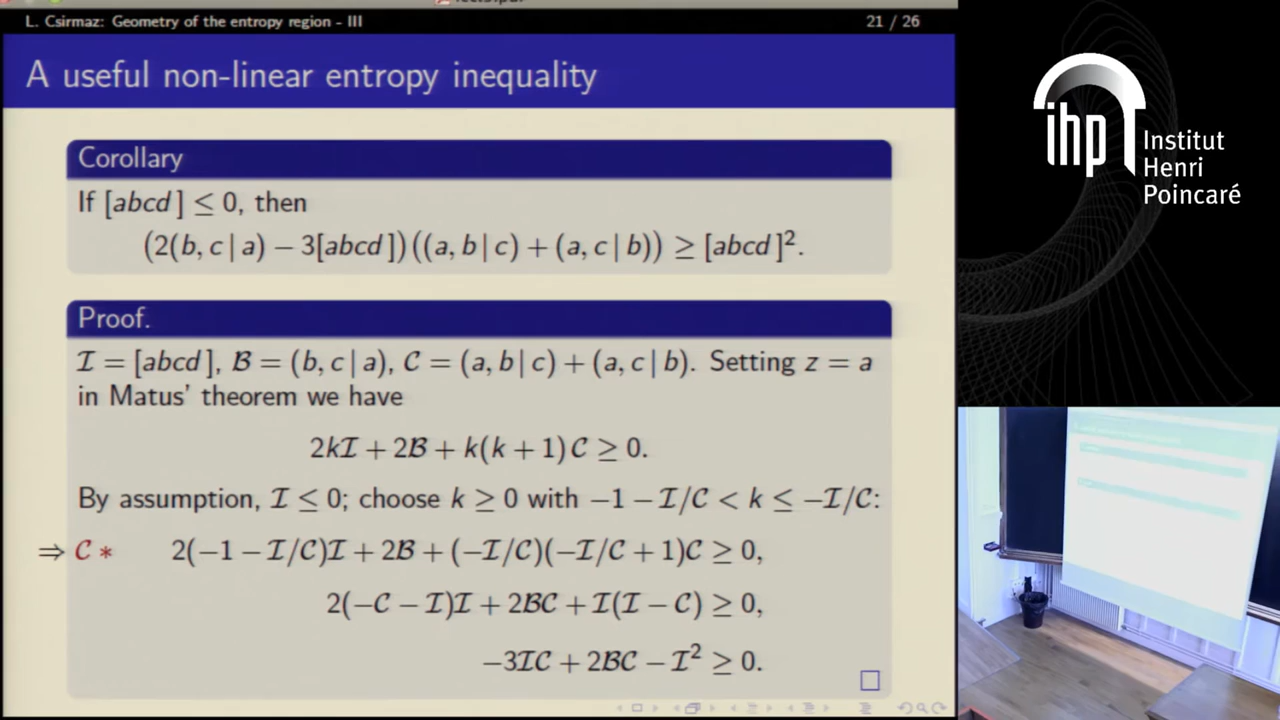 L. Csirmaz: Geometry of the entropy region - III 21 / 26
A useful non-linear entropy inequality
Corollary
If [abcd] ≤ 0, then
(2(b, c | a) − 3[abcd])((a, b | c) + (a, c | b)) ≥ [abcd]².
Proof.
ℐ = [abcd], ℬ = (b, c | a), 𝒞 = (a, b | c) + (a, c | b). Setting z = a
in Matus' theorem we have
2kℐ + 2ℬ + k(k + 1)𝒞 ≥ 0.
By assumption, ℐ ≤ 0; choose k ≥ 0 with −1 − ℐ/𝒞 < k ≤ −ℐ/𝒞:
⇒ 𝒞 * 2(−1 − ℐ/𝒞)ℐ + 2ℬ + (−ℐ/𝒞)(−ℐ/𝒞 + 1)𝒞 ≥ 0,
2(−𝒞 − ℐ)ℐ + 2ℬ𝒞 + ℐ(ℐ − 𝒞) ≥ 0,
−3ℐ𝒞 + 2ℬ𝒞 − ℐ² ≥ 0.
ihp
Institut
Henri
Poincaré